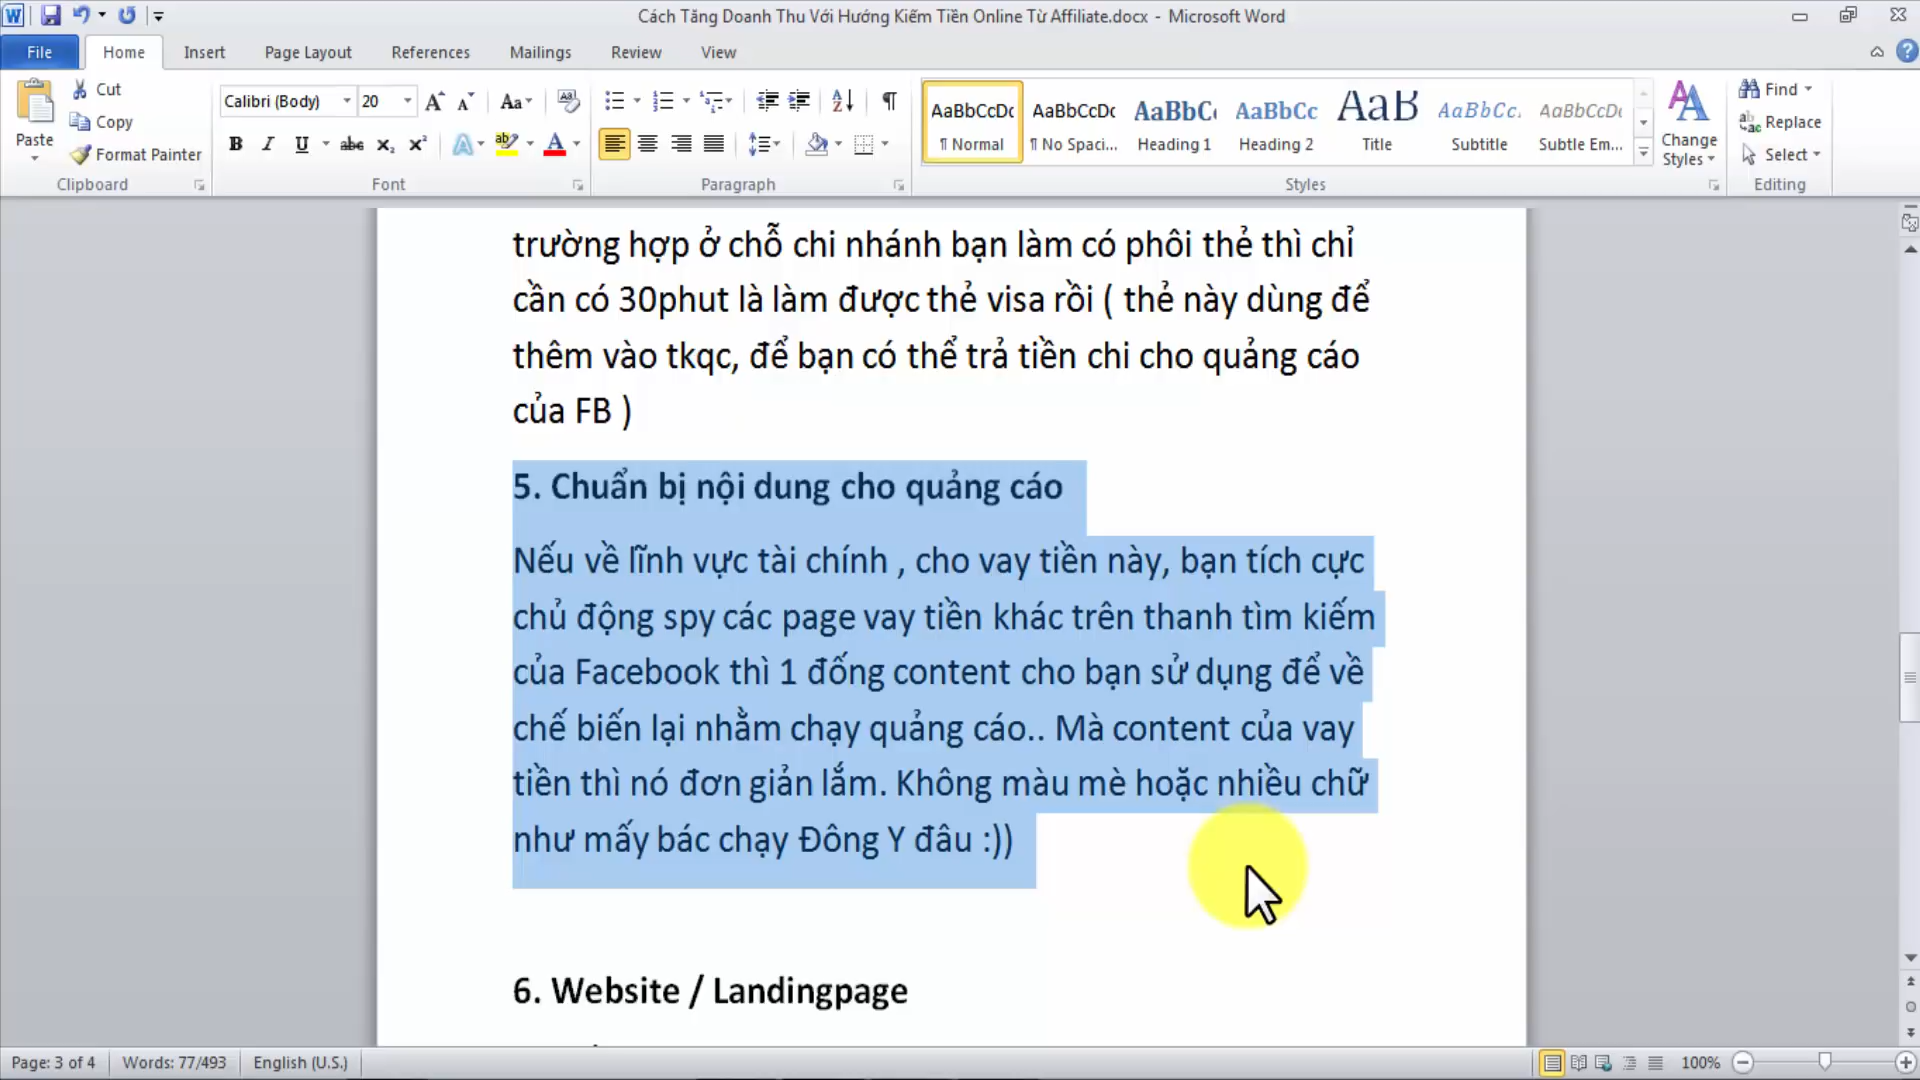 Cách Tăng Doanh Thu Với Hướng Kiếm Tiền Online Từ Affiliate.docx - Microsoft Word
File Home Insert Page Layout References Mailings Review View
Paste
Cut
Copy
Format Painter
Clipboard
Calibri (Body) 20
Font
Paragraph
AaBbCcDc AaBbCcDc AaBbC AaBbCc AaB AaBbCc. AaBbCcDc
¶ Normal ¶ No Spaci... Heading 1 Heading 2 Title Subtitle Subtle Em...
Styles
Change Styles
Find
Replace
Select
Editing
trường hợp ở chỗ chi nhánh bạn làm có phôi thẻ thì chỉ
cần có 30phut là làm được thẻ visa rồi ( thẻ này dùng để
thêm vào tkqc, để bạn có thể trả tiền chi cho quảng cáo
của FB )
5. Chuẩn bị nội dung cho quảng cáo
Nếu về lĩnh vực tài chính , cho vay tiền này, bạn tích cực
chủ động spy các page vay tiền khác trên thanh tìm kiếm
của Facebook thì 1 đống content cho bạn sử dụng để về
chế biến lại nhằm chạy quảng cáo.. Mà content của vay
tiền thì nó đơn giản lắm. Không màu mè hoặc nhiều chữ
như mấy bác chạy Đông Y đâu :))
6. Website / Landingpage
Page: 3 of 4 Words: 77/493 English (U.S.) 100%